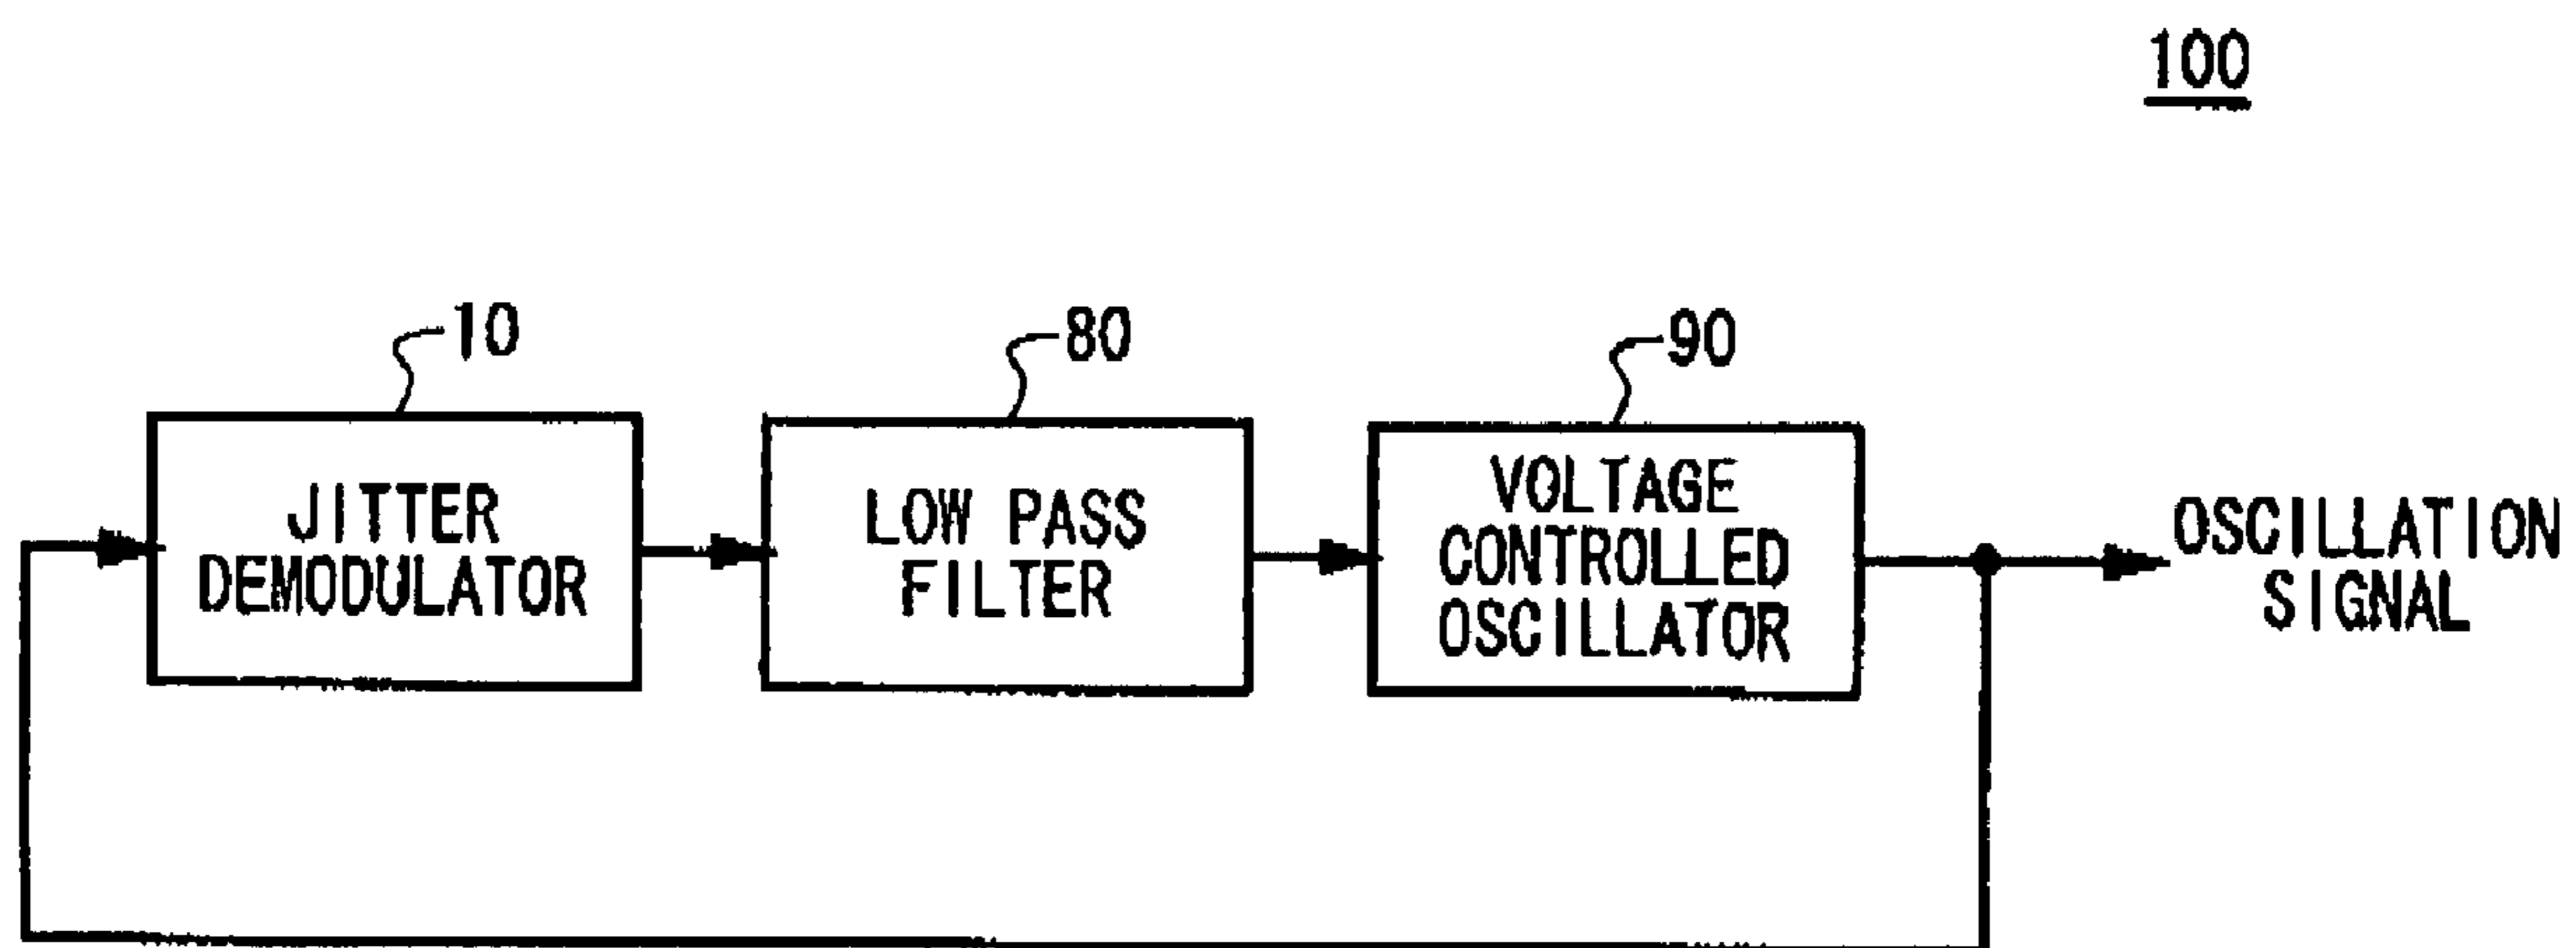 100
10
80
90
JITTER
DEMODULATOR
LOW PASS
FILTER
VOLTAGE
CONTROLLED
OSCILLATOR
OSCILLATION
SIGNAL